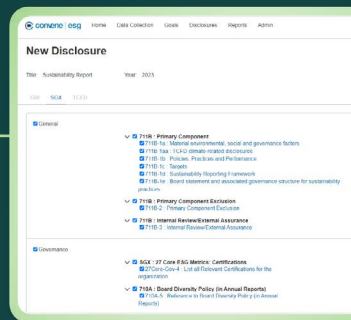 convene | esg Home Data Collection Goals Disclosures Reports Admin
New Disclosure
Title Sustainability Report Year 2023
SGX TCFD
General
711B : Primary Component
711B-1a : Material environmental, social and governance factors
711B-1aa : TCFD climate-related disclosures
711B-1b : Policies, Practices and Performance
711B-1c : Targets
711B-1d : Sustainability Reporting Framework
711B-1e : Board statement and associated governance structure for sustainability
practices
711B : Primary Component Exclusion
711B-2 : Primary Component Exclusion
711B : Internal Review/External Assurance
711B-3 : Internal Review/External Assurance
Governance
SGX : 27 Core ESG Metrics: Certifications
27Core-Gov-4 : List all Relevant Certifications for the
organization
710A : Board Diversity Policy (in Annual Reports)
710A-5 : Reference to Board Diversity Policy (in Annual
Reports)